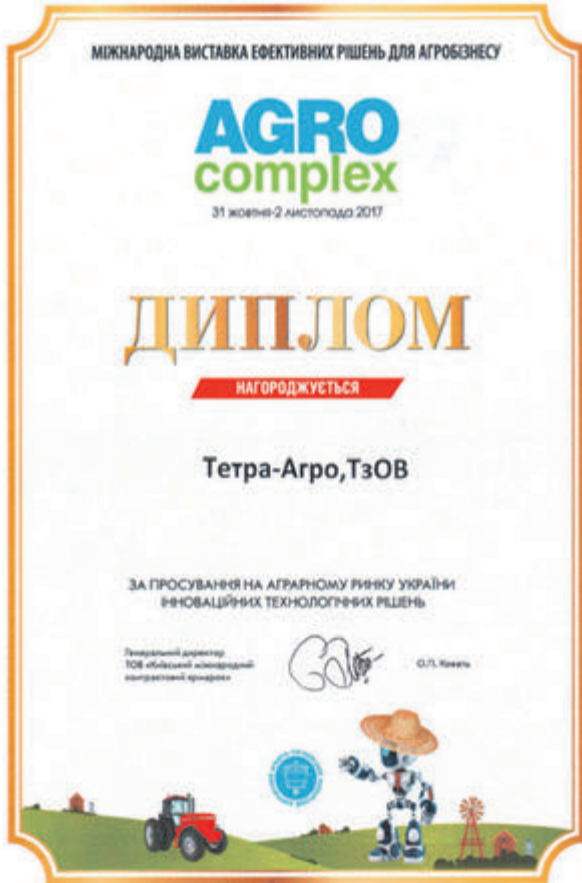 МІЖНАРОДНА ВИСТАВКА ЕФЕКТИВНИХ РІШЕНЬ ДЛЯ АГРОБІЗНЕСУ
AGRO
complex
31 жовтня-2 листопада 2017
ДИПЛОМ
НАГОРОДЖУЄТЬСЯ
Тетра-Агро,ТзОВ
ЗА ПРОСУВАННЯ НА АГРАРНОМУ РИНКУ УКРАЇНИ
ІННОВАЦІЙНИХ ТЕХНОЛОГІЧНИХ РІШЕНЬ
Генеральний директор
ТОВ «Київський міжнародний
контрактовий ярмарок»
О.П. Коваль